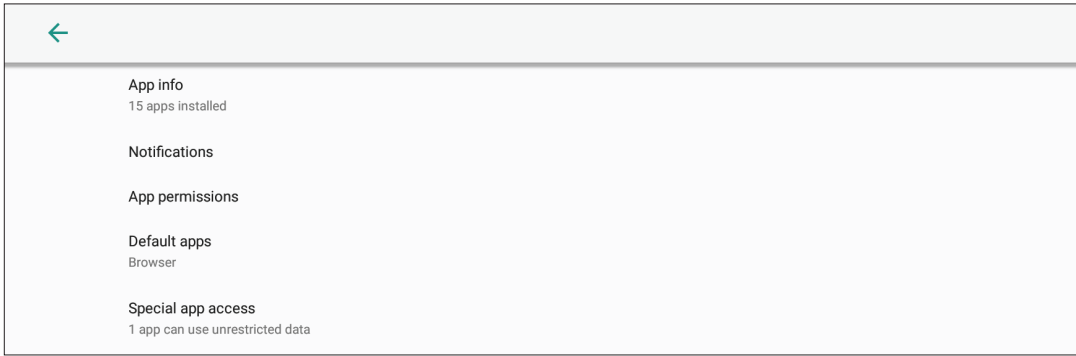 App info
15 apps installed
Notifications
App permissions
Default apps
Browser
Special app access
1 app can use unrestricted data